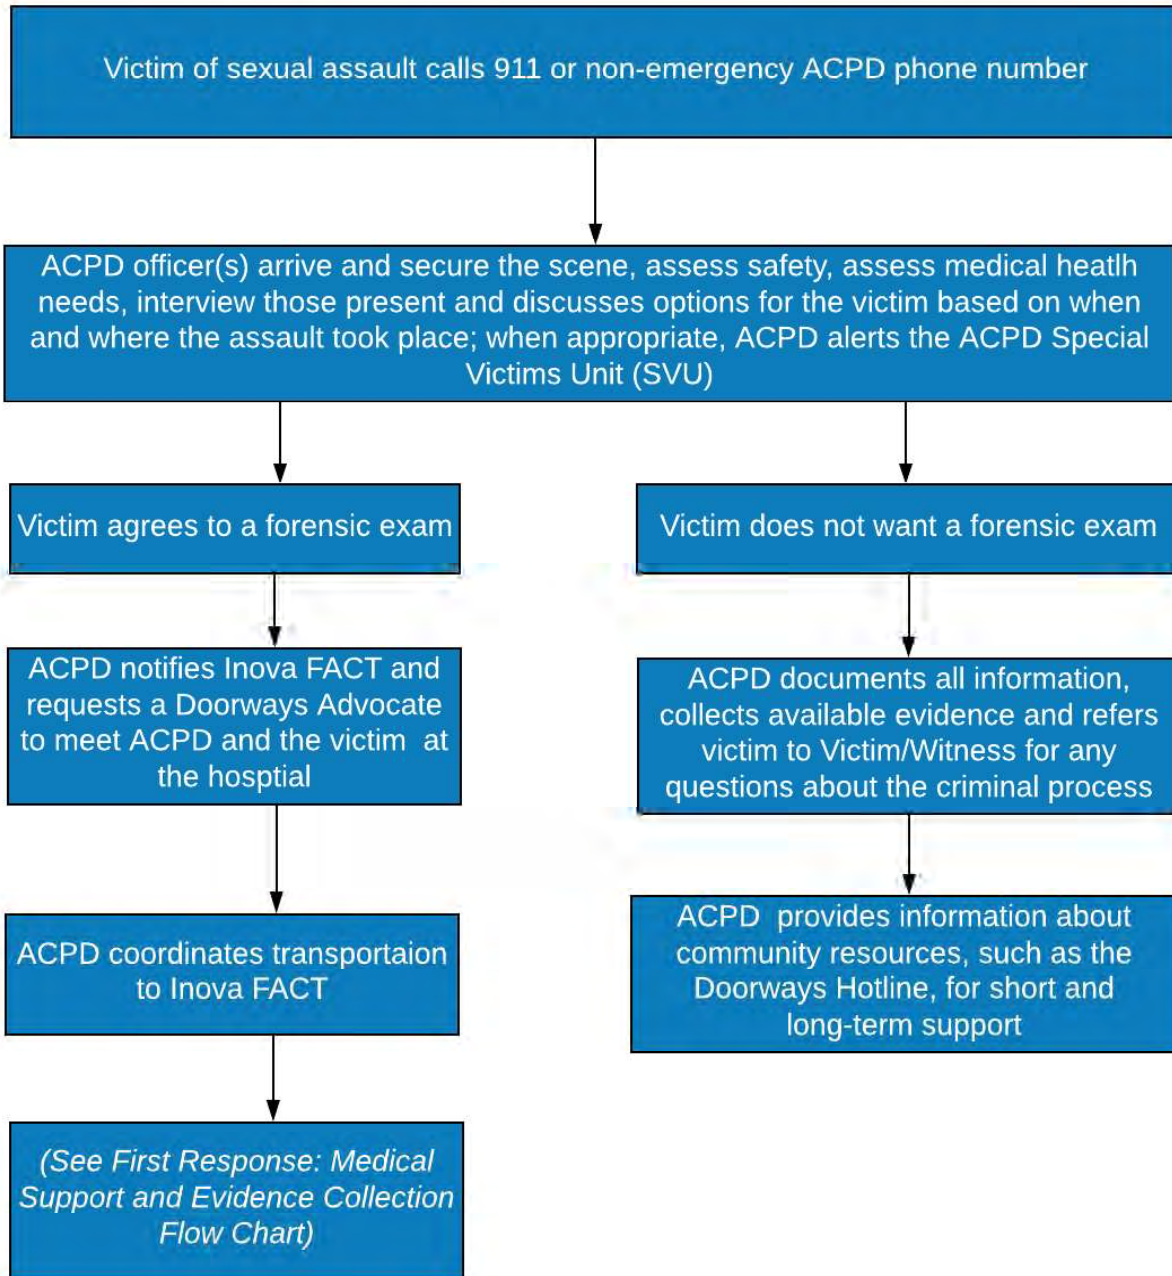 Victim of sexual assault calls 911 or non-emergency ACPD phone number
ACPD officer(s) arrive and secure the scene, assess safety, assess medical heatlh
needs, interview those present and discusses options for the victim based on when
and where the assault took place; when appropriate, ACPD alerts the ACPD Special
Victims Unit (SVU)
Victim agrees to a forensic exam
ACPD notifies Inova FACT and
requests a Doorways Advocate
to meet ACPD and the victim at
the hosptial
ACPD coordinates transportaion
to Inova FACT
(See First Response: Medical
Support and Evidence Collection
Flow Chart)
Victim does not want a forensic exam
ACPD documents all information,
collects available evidence and refers
victim to Victim/Witness for any
questions about the criminal process
ACPD provides information about
community resources, such as the
Doorways Hotline, for short and
long-term support